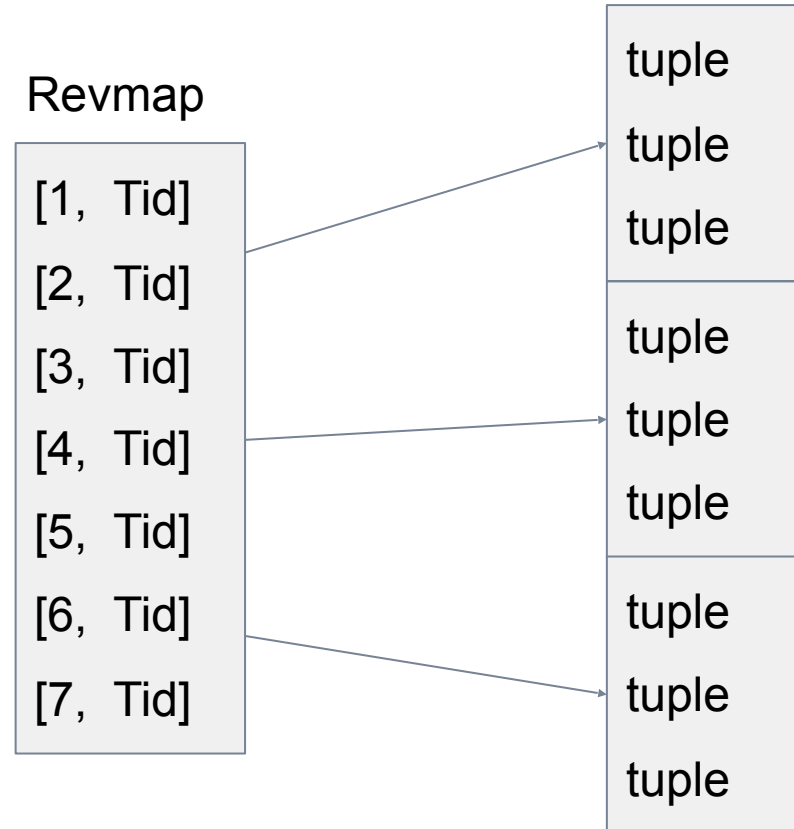 Revmap
[1, Tid]
[2, Tid]
[3, Tid]
[4, Tid]
[5, Tid]
[6, Tid]
[7, Tid]
tuple
tuple
tuple
tuple
tuple
tuple
tuple
tuple
tuple